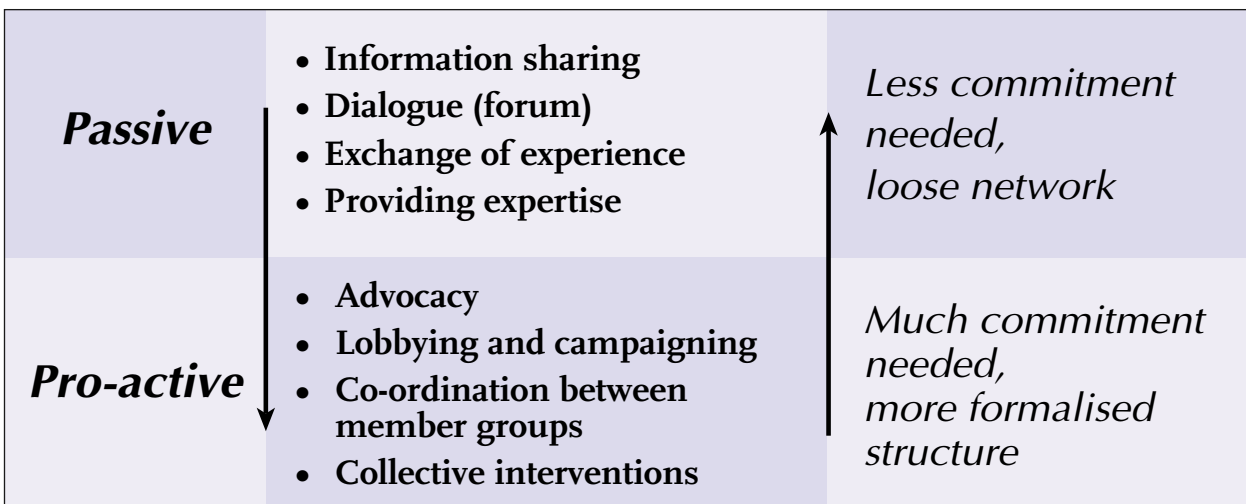 Passive
• Information sharing
• Dialogue (forum)
• Exchange of experience
• Providing expertise
Less commitment
needed,
loose network
Pro-active
• Advocacy
• Lobbying and campaigning
• Co-ordination between
member groups
• Collective interventions
Much commitment
needed,
more formalised
structure